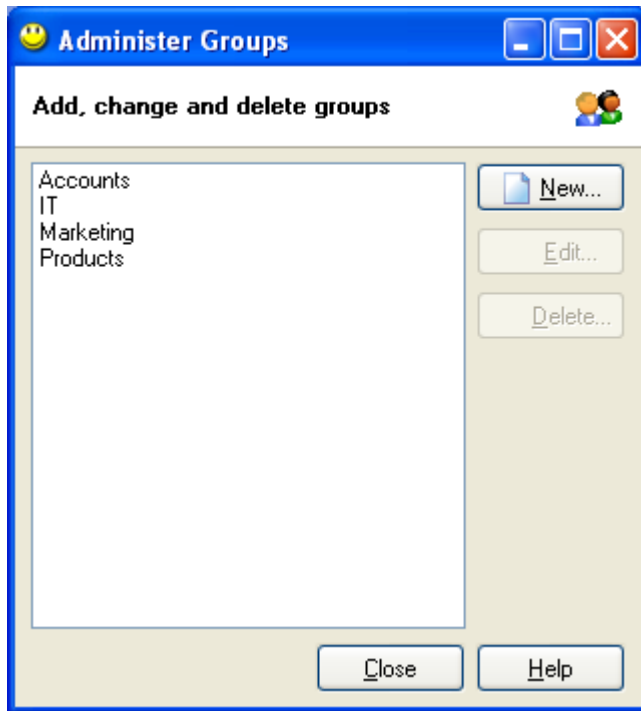 Administer Groups
Add, change and delete groups
Accounts
IT
Marketing
Products
New...
Edit...
Delete...
Close
Help